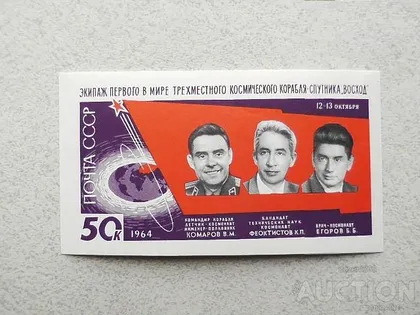 ЭКИПАЖ ПЕРВОГО В МИРЕ ТРЕХМЕСТНОГО КОСМИЧЕСКОГО КОРАБЛЯ-СПУТНИКА „ВОСХОД"
12-13 ОКТЯБРЯ
ПОЧТА СССР
50К
1964
КОМАНДИР КОРАБЛЯ
ЛЕТЧИК-КОСМОНАВТ
ИНЖЕНЕР-ПОЛКОВНИК
КОМАРОВ В.М.
КАНДИДАТ
ТЕХНИЧЕСКИХ НАУК
КОСМОНАВТ
ФЕОКТИСТОВ К.П.
ВРАЧ-КОСМОНАВТ
ЕГОРОВ Б.Б.
AUCTION